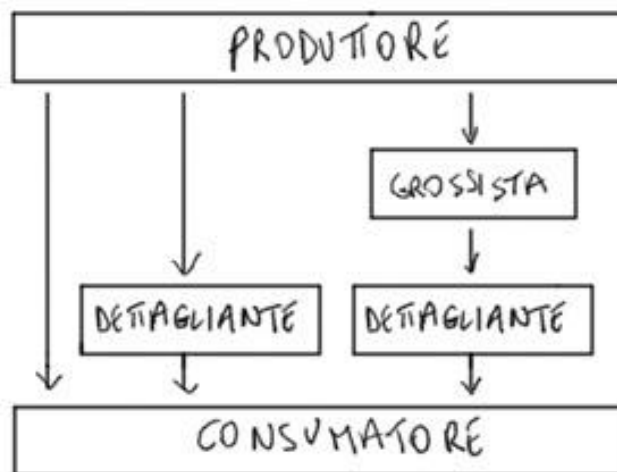 PRODUTTORE
GROSSISTA
DETTAGLIANTE
DETTAGLIANTE
CONSUMATORE